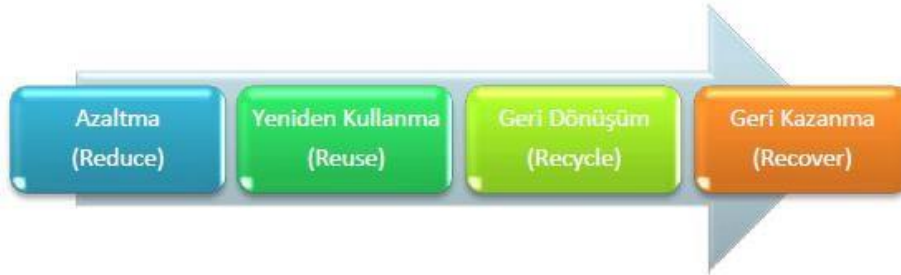 Azaltma
(Reduce)
Yeniden Kullanma
(Reuse)
Geri Dönüşüm
(Recycle)
Geri Kazanma
(Recover)